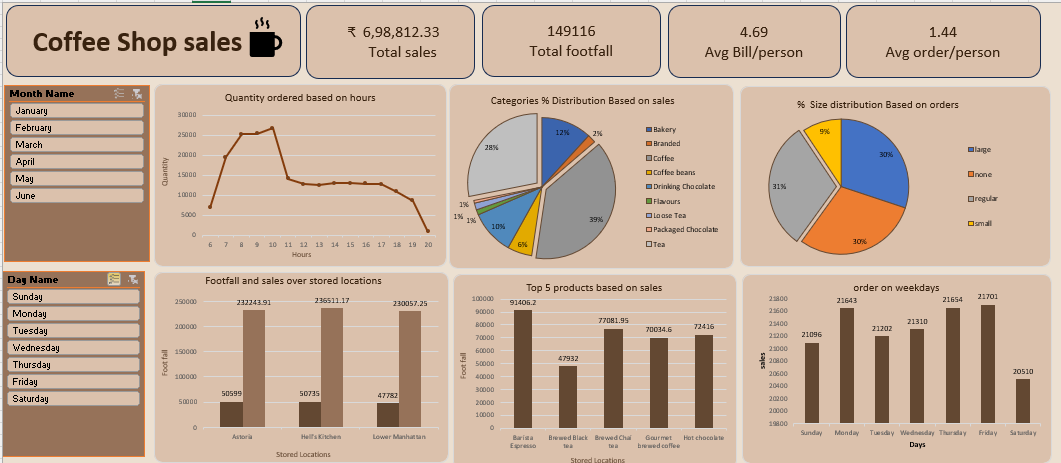 Coffee Shop sales
₹ 6,98,812.33
Total sales
149116
Total footfall
4.69
Avg Bill/person
1.44
Avg order/person
Month Name
January
February
March
April
May
June
Quantity ordered based on hours
30000
25000
20000
15000
10000
5000
0
Quantity
6 7 8 9 10 11 12 13 14 15 16 17 18 19 20
Hours
Categories % Distribution Based on sales
12%
2%
39%
6%
10%
1%
1%
1%
28%
Bakery
Branded
Coffee
Coffee beans
Drinking Chocolate
Flavours
Loose Tea
Packaged Chocolate
Tea
% Size distribution Based on orders
30%
30%
31%
9%
large
none
regular
small
Day Name
Sunday
Monday
Tuesday
Wednesday
Thursday
Friday
Saturday
Footfall and sales over stored locations
250000
200000
150000
100000
50000
0
Foot fall
232243.91
236511.17
230057.25
50599
50735
47782
Astoria Hell's Kitchen Lower Manhattan
Stored Locations
Top 5 products based on sales
100000
90000
80000
70000
60000
50000
40000
30000
20000
10000
0
Foot fall
91406.2
47932
77081.95
70034.6
72416
Barista Espresso
Brewed Black tea
Brewed Chai tea
Gourmet brewed coffee
Hot chocolate
Stored Locations
order on weekdays
21800
21600
21400
21200
21000
20800
20600
20400
20200
20000
19800
sales
21096
21643
21202
21310
21654
21701
20510
Sunday Monday Tuesday Wednesday Thursday Friday Saturday
Days